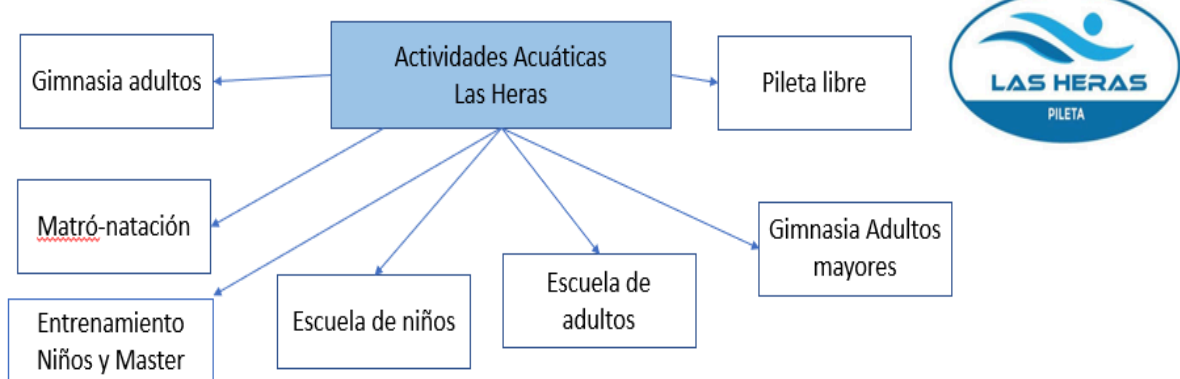 Actividades Acuáticas
Las Heras
Gimnasia adultos
Pileta libre
LAS HERAS
PILETA
Matró-natación
Gimnasia Adultos
mayores
Escuela de
adultos
Escuela de niños
Entrenamiento
Niños y Master